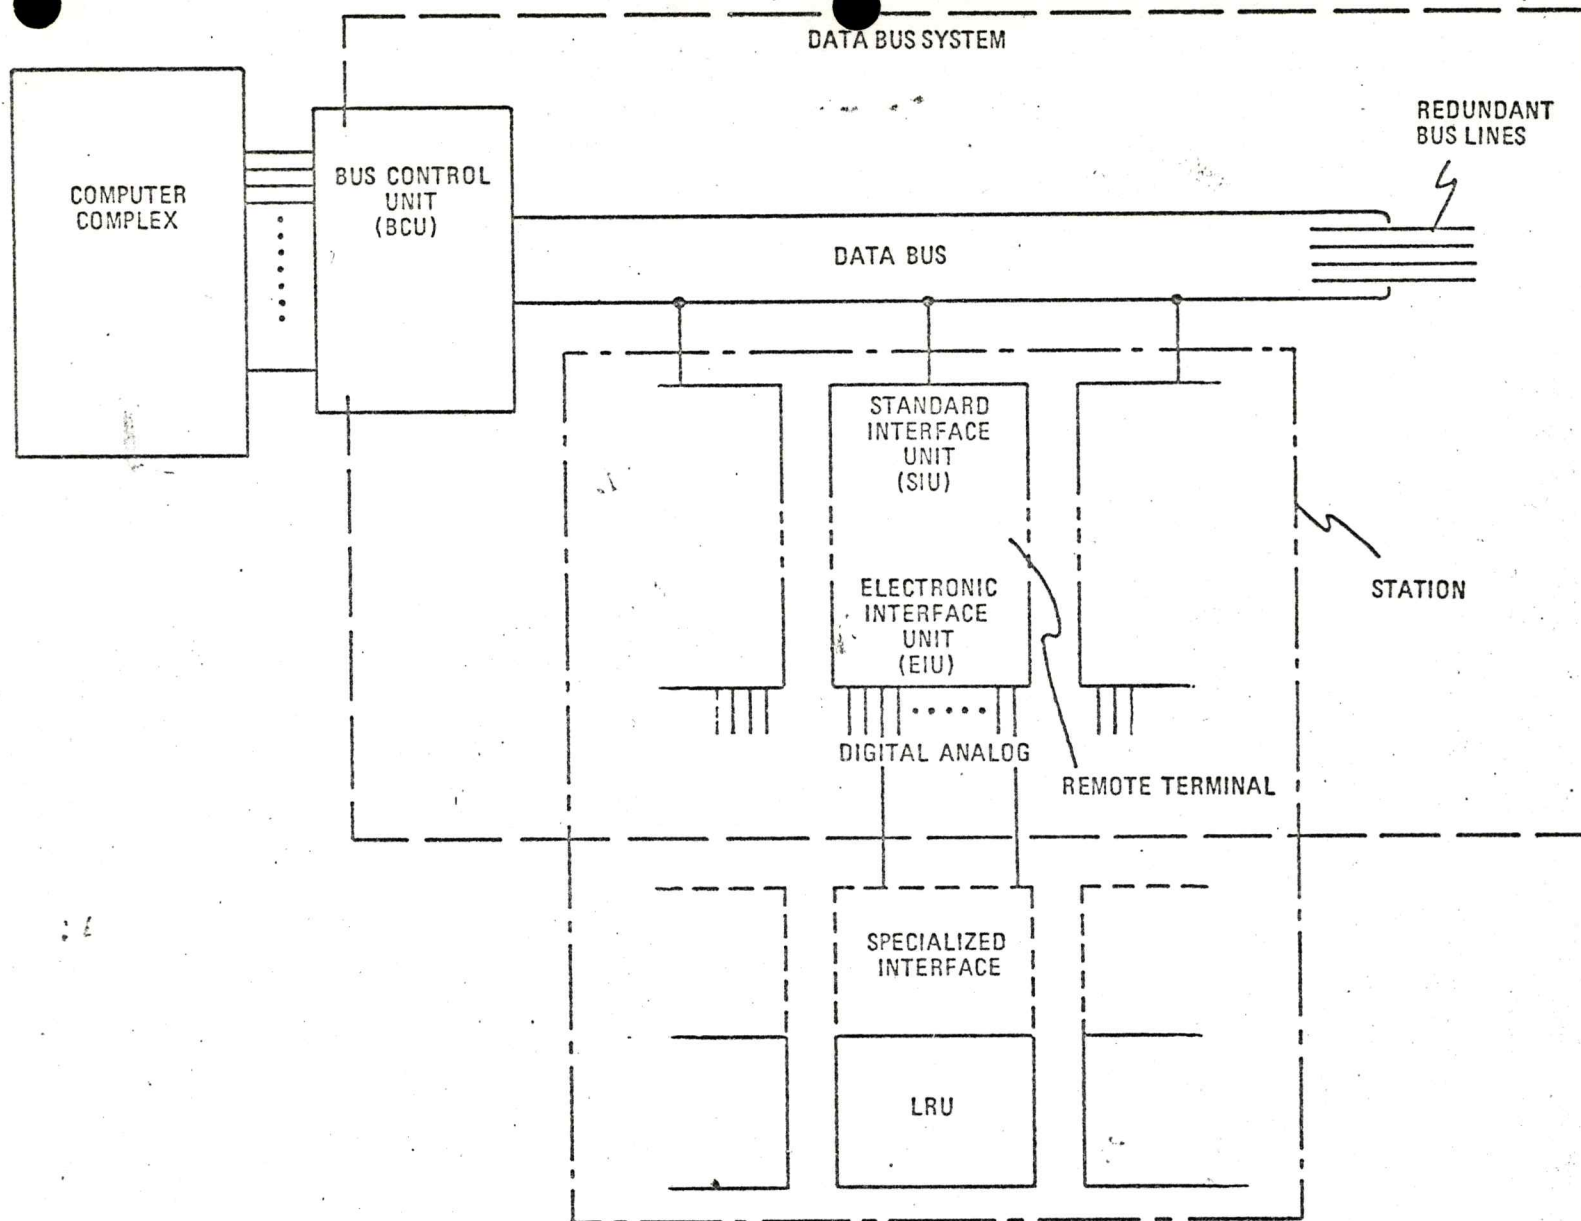 DATA BUS SYSTEM
REDUNDANT
BUS LINES
COMPUTER
COMPLEX
BUS CONTROL
UNIT
(BCU)
DATA BUS
STANDARD
INTERFACE
UNIT
(SIU)
ELECTRONIC
INTERFACE
UNIT
(EIU)
STATION
DIGITAL ANALOG
REMOTE TERMINAL
SPECIALIZED
INTERFACE
LRU